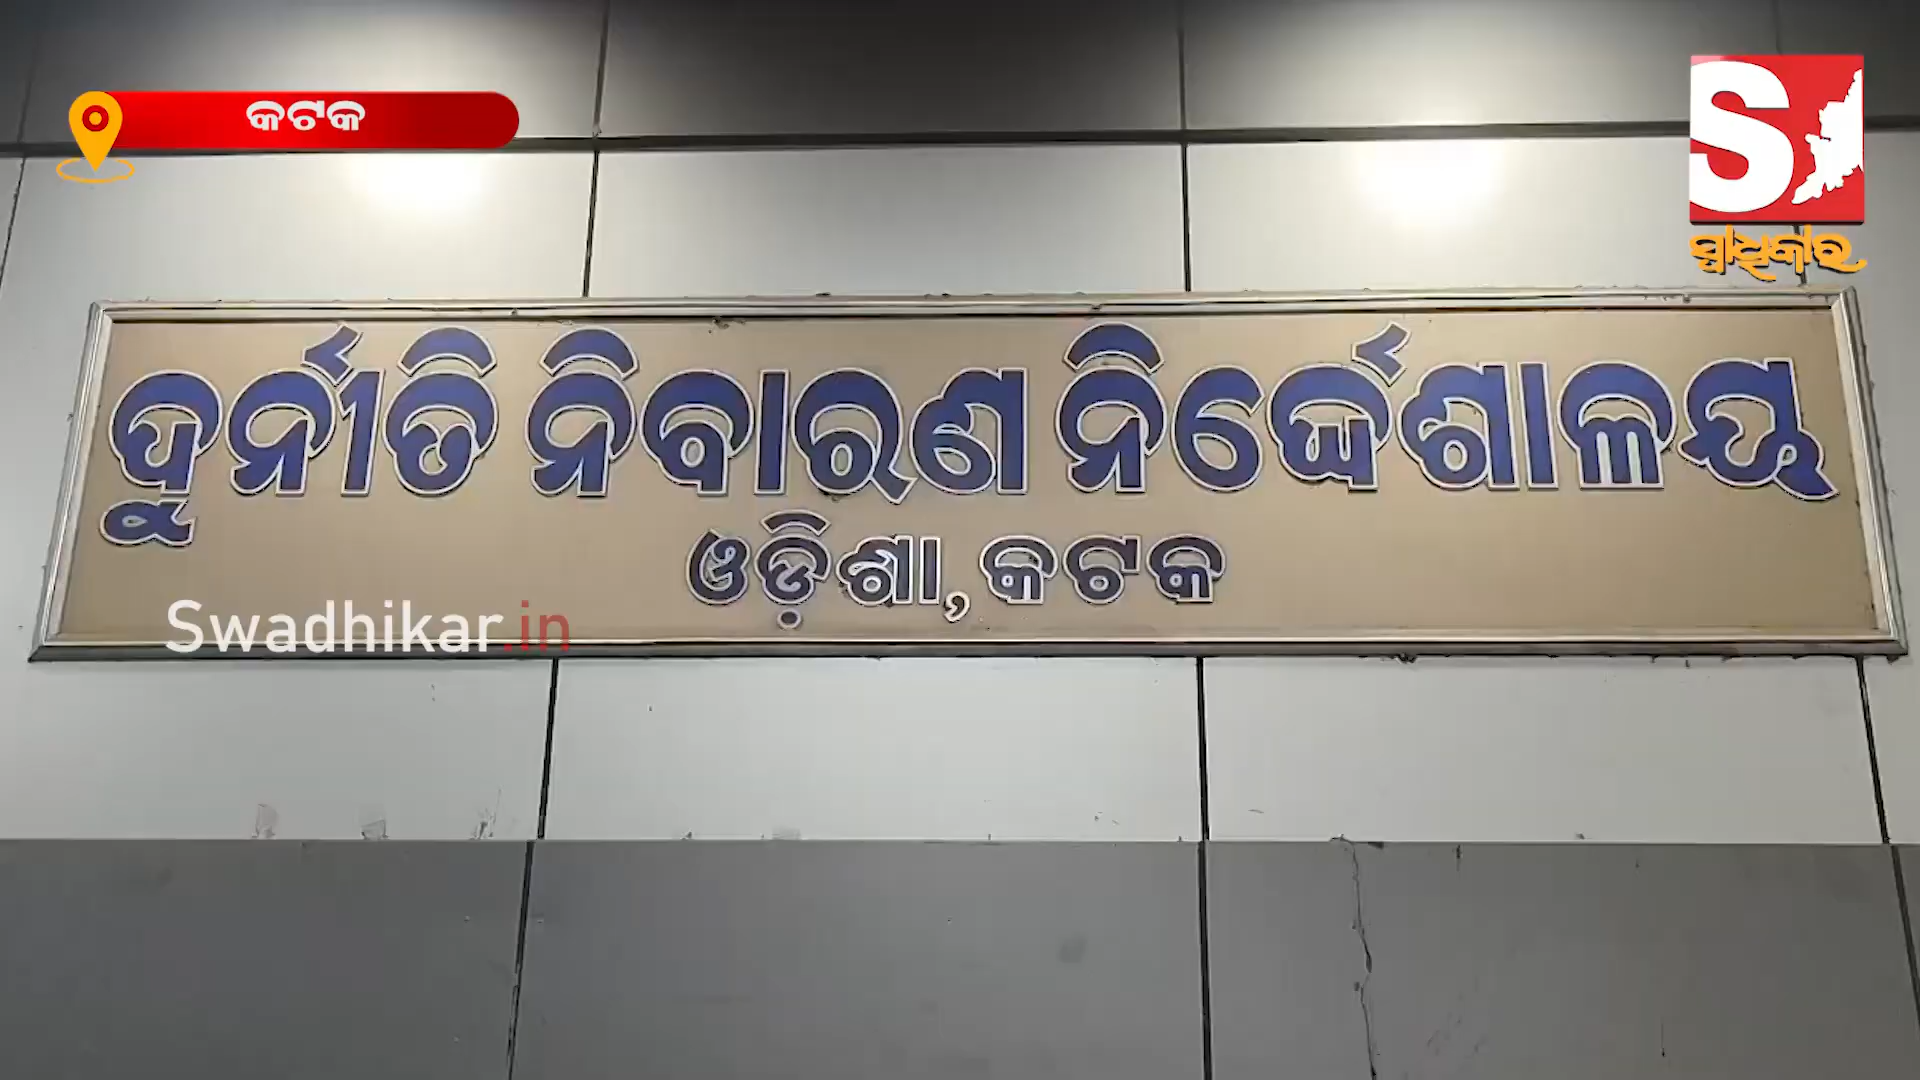 କଟକ
S
ସ୍ୱାଧିକାର
ଦୁର୍ନୀତି ନିବାରଣ ନିର୍ଦ୍ଦେଶାଳୟ
ଓଡ଼ିଶା, କଟକ
Swadhikar.in